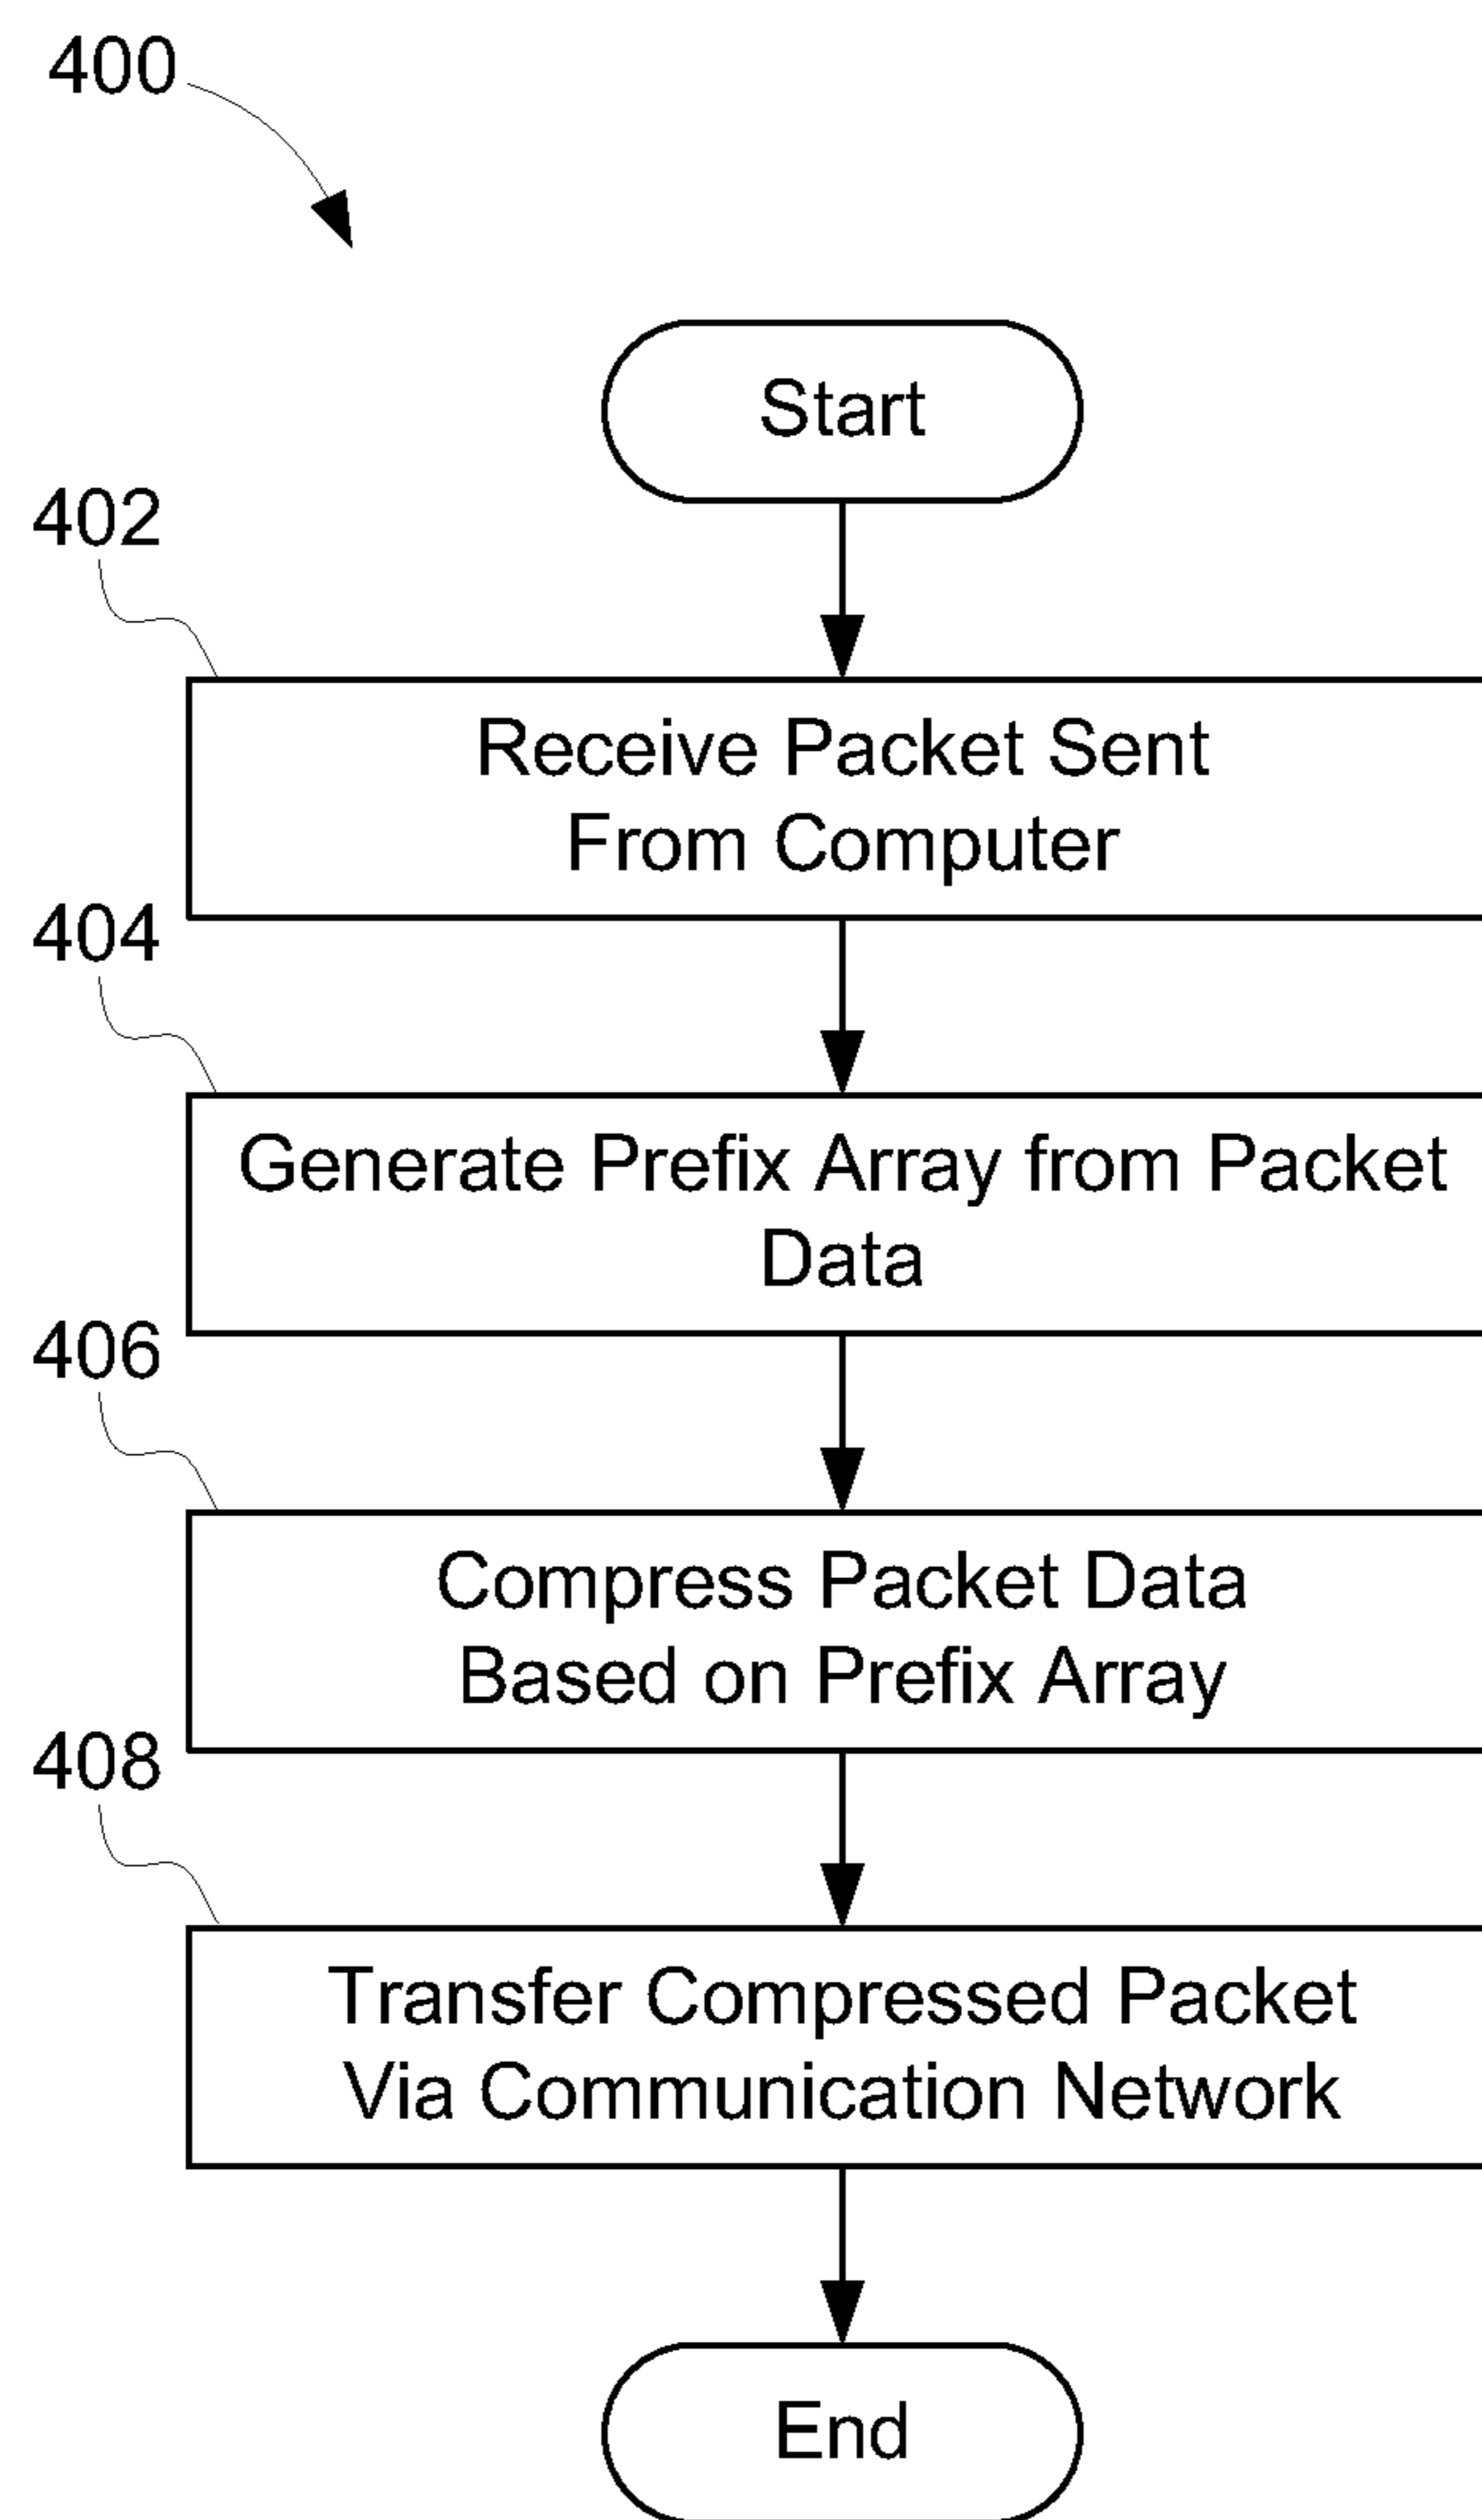 400
Start
402
Receive Packet Sent
From Computer
404
Generate Prefix Array from Packet
Data
406
Compress Packet Data
Based on Prefix Array
408
Transfer Compressed Packet
Via Communication Network
End